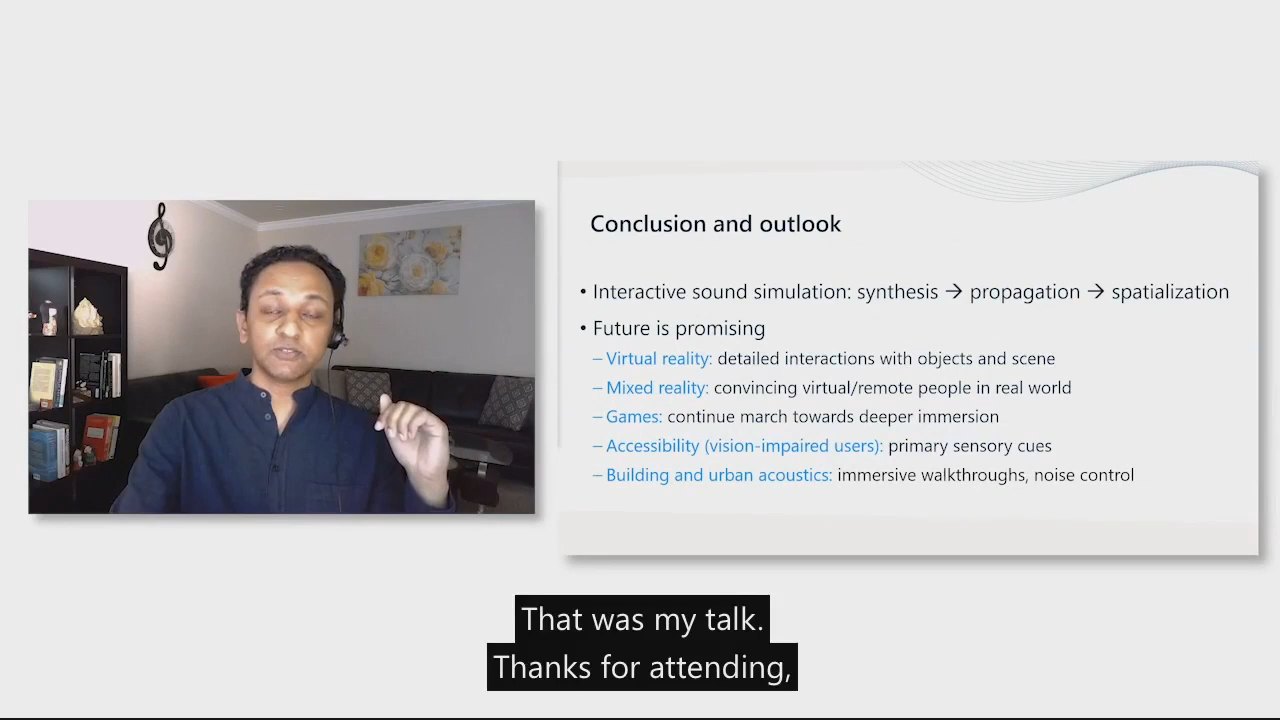 Conclusion and outlook
• Interactive sound simulation: synthesis → propagation → spatialization
• Future is promising
– Virtual reality: detailed interactions with objects and scene
– Mixed reality: convincing virtual/remote people in real world
– Games: continue march towards deeper immersion
– Accessibility (vision-impaired users): primary sensory cues
– Building and urban acoustics: immersive walkthroughs, noise control
That was my talk.
Thanks for attending,